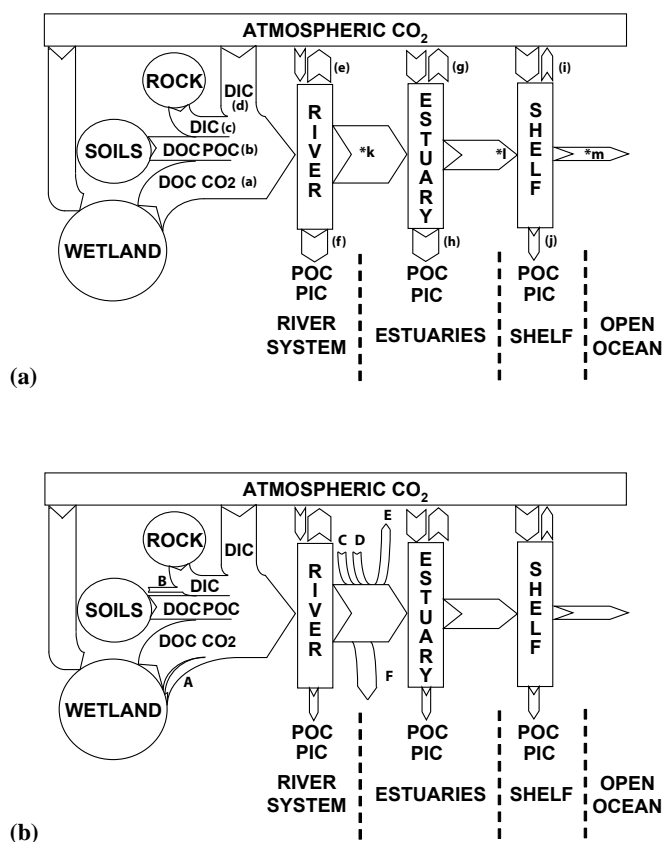 ATMOSPHERIC CO2
(e)
(g)
(i)
ROCK
DIC
(d)
DIC (c)
SOILS
DOC POC (b)
DOC CO2 (a)
WETLAND
RIVER
*k
ESTUARY
*l
SHELF
*m
(f)
(h)
(j)
POC
PIC
POC
PIC
POC
PIC
RIVER
SYSTEM
ESTUARIES
SHELF
OPEN
OCEAN
(a)
ATMOSPHERIC CO2
C D
E
ROCK
DIC
B
DIC
SOILS
DOC POC
DOC CO2
A
WETLAND
RIVER
F
ESTUARY
SHELF
POC
PIC
POC
PIC
POC
PIC
RIVER
SYSTEM
ESTUARIES
SHELF
OPEN
OCEAN
(b)